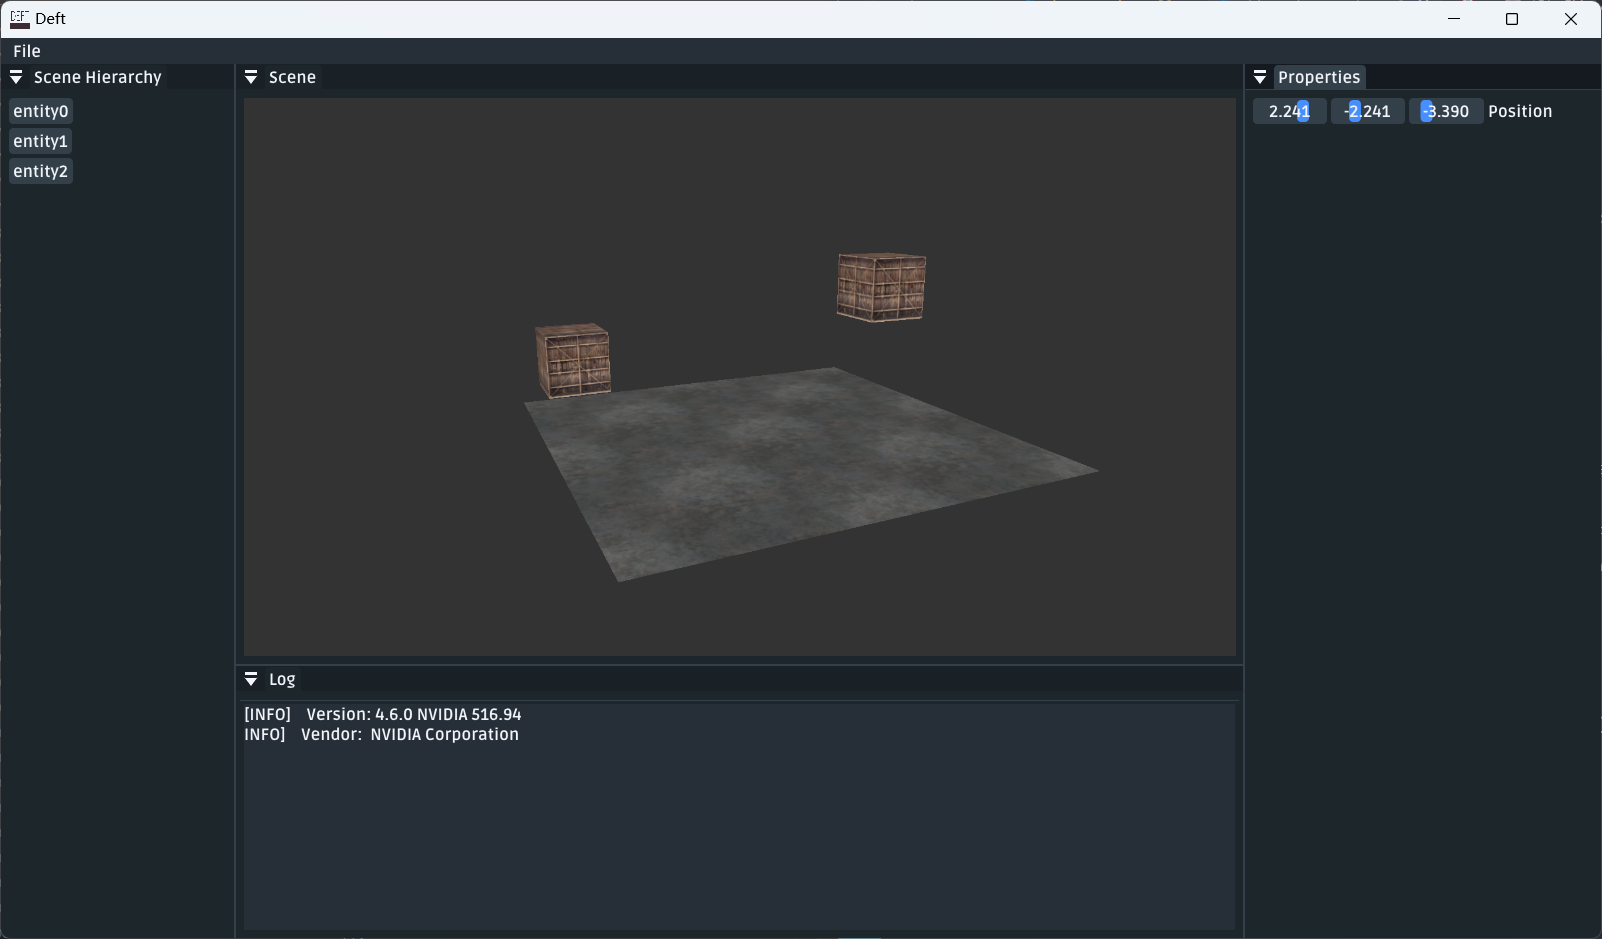 DEFT Deft
File
Scene Hierarchy
entity0
entity1
entity2
Scene
Log
[INFO] Version: 4.6.0 NVIDIA 516.94
INFO] Vendor: NVIDIA Corporation
Properties
2.241 -2.241 -3.390 Position